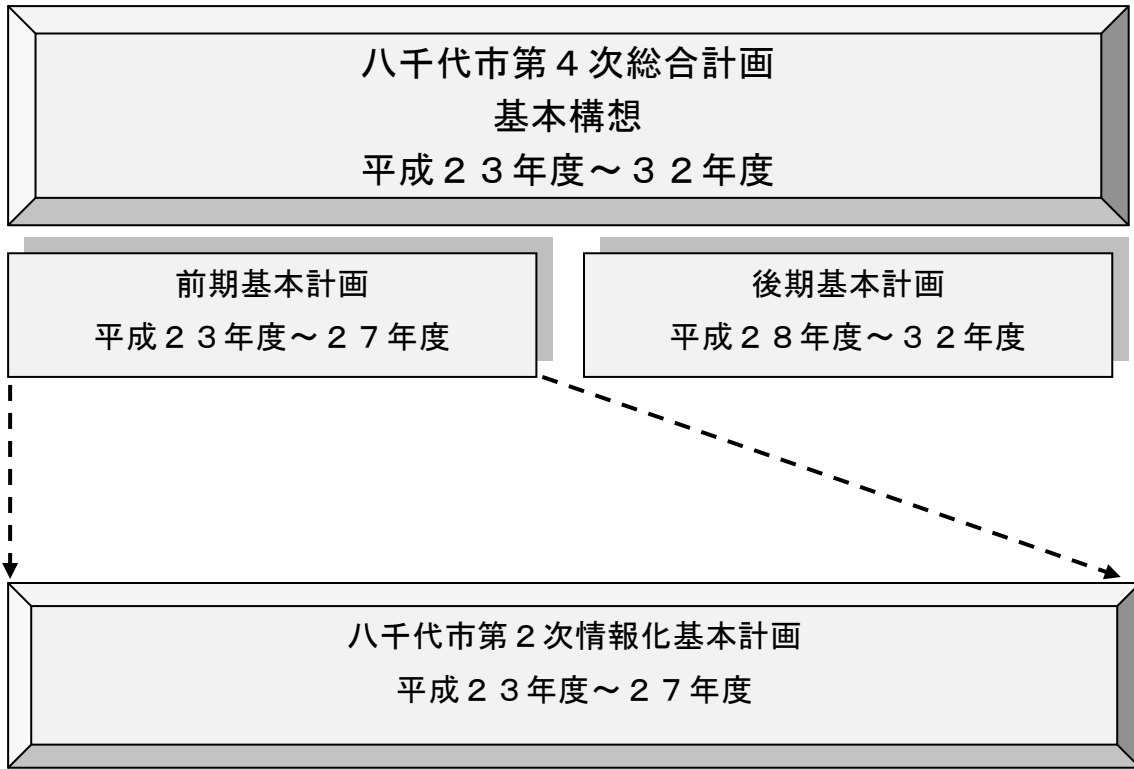 八千代市第４次総合計画
基本構想
平成２３年度～３２年度
前期基本計画
平成２３年度～２７年度
後期基本計画
平成２８年度～３２年度
八千代市第２次情報化基本計画
平成２３年度～２７年度